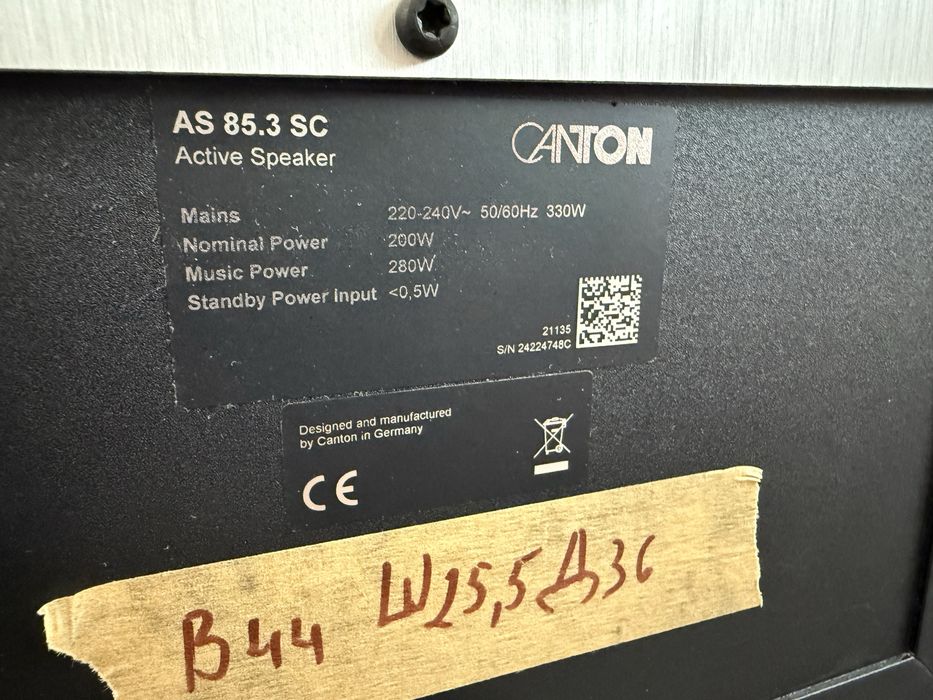 AS 85.3 SC
Active Speaker
CANTON
Mains 220-240V~ 50/60Hz 330W
Nominal Power 200W
Music Power 280W
Standby Power Input <0,5W
21135
S/N 24224748C
Designed and manufactured
by Canton in Germany
CE
В44 Ш25,5 Д36